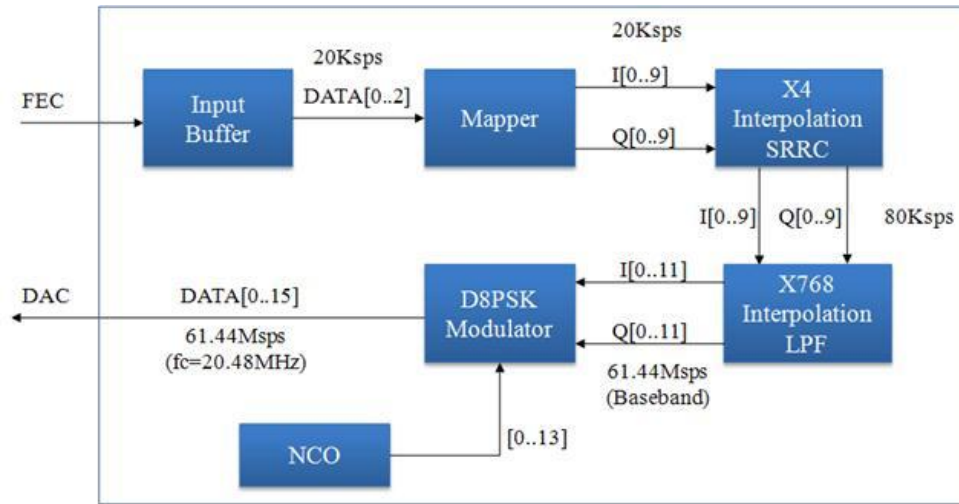 20Ksps
20Ksps
FEC
Input
Buffer
DATA[0..2]
Mapper
I[0..9]
Q[0..9]
X4
Interpolation
SRRC
I[0..9]
Q[0..9]
80Ksps
DAC
DATA[0..15]
61.44Msps
(fc=20.48MHz)
D8PSK
Modulator
I[0..11]
Q[0..11]
61.44Msps
(Baseband)
X768
Interpolation
LPF
NCO
[0..13]